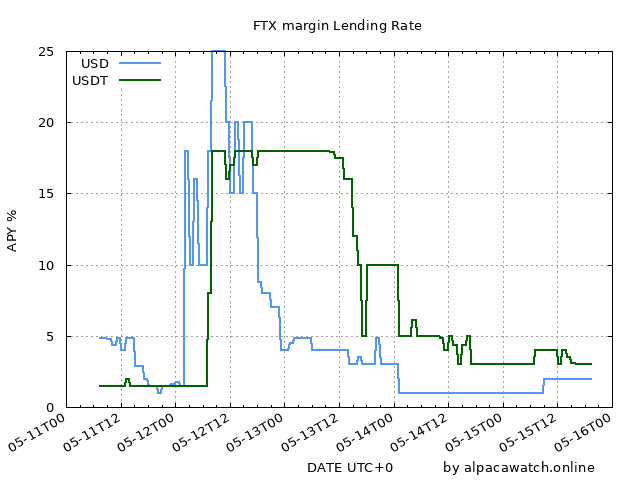 FTX margin Lending Rate
USD
USDT
25
20
15
10
5
0
APY %
05-11T00
05-11T12
05-12T00
05-12T12
05-13T00
05-13T12
05-14T00
05-14T12
05-15T00
05-15T12
05-16T00
DATE UTC+0
by alpacawatch.online